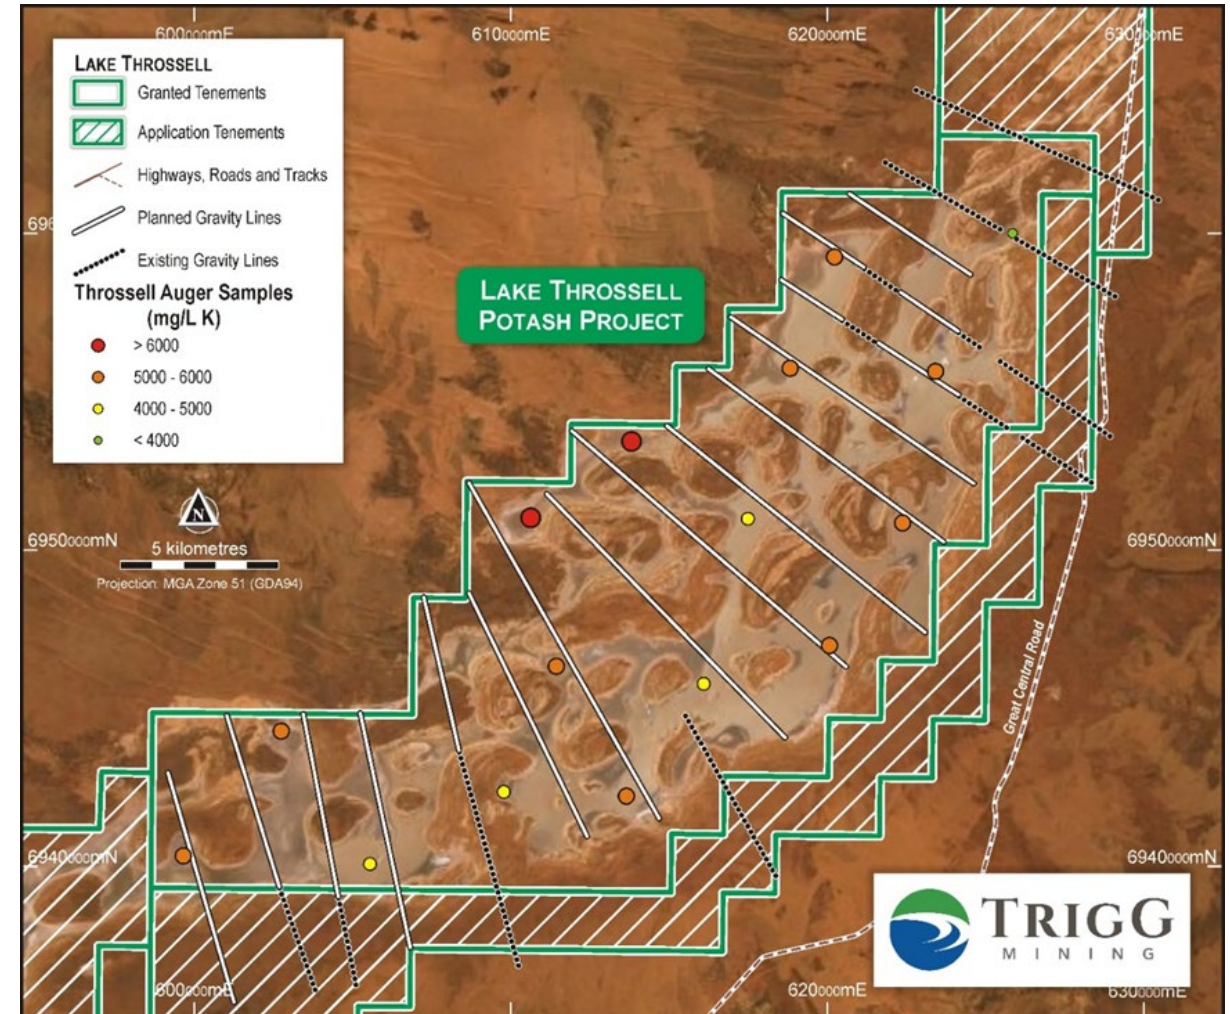 600000mE
610000mE
620000mE
630000mE
LAKE THROSSELL
Granted Tenements
Application Tenements
Highways, Roads and Tracks
Planned Gravity Lines
Existing Gravity Lines
Throssell Auger Samples
(mg/L K)
> 6000
5000 - 6000
4000 - 5000
< 4000
696
LAKE THROSSELL
POTASH PROJECT
N
5 kilometres
Projection: MGA Zone 51 (GDA94)
6950000mN
6950000mN
Great Central Road
6940000mN
6940000mN
TRIGG
MINING
600000mE
620000mE
630000mE